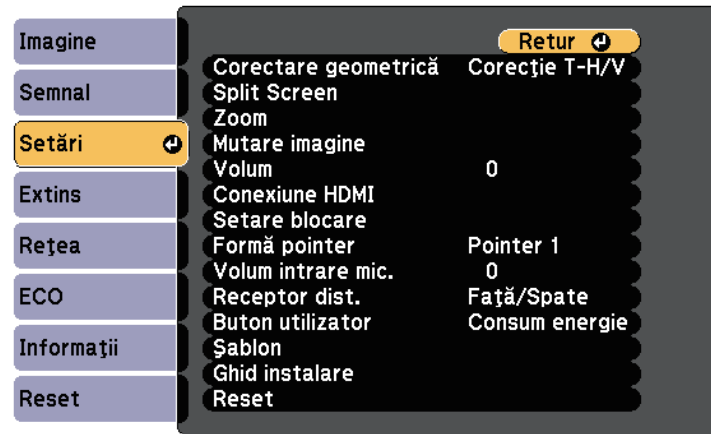 Imagine
Semnal
Setări
Extins
Reţea
ECO
Informaţii
Reset
Retur
Corectare geometrică Corecţie T-H/V
Split Screen
Zoom
Mutare imagine
Volum 0
Conexiune HDMI
Setare blocare
Formă pointer Pointer 1
Volum intrare mic. 0
Receptor dist. Faţă/Spate
Buton utilizator Consum energie
Şablon
Ghid instalare
Reset